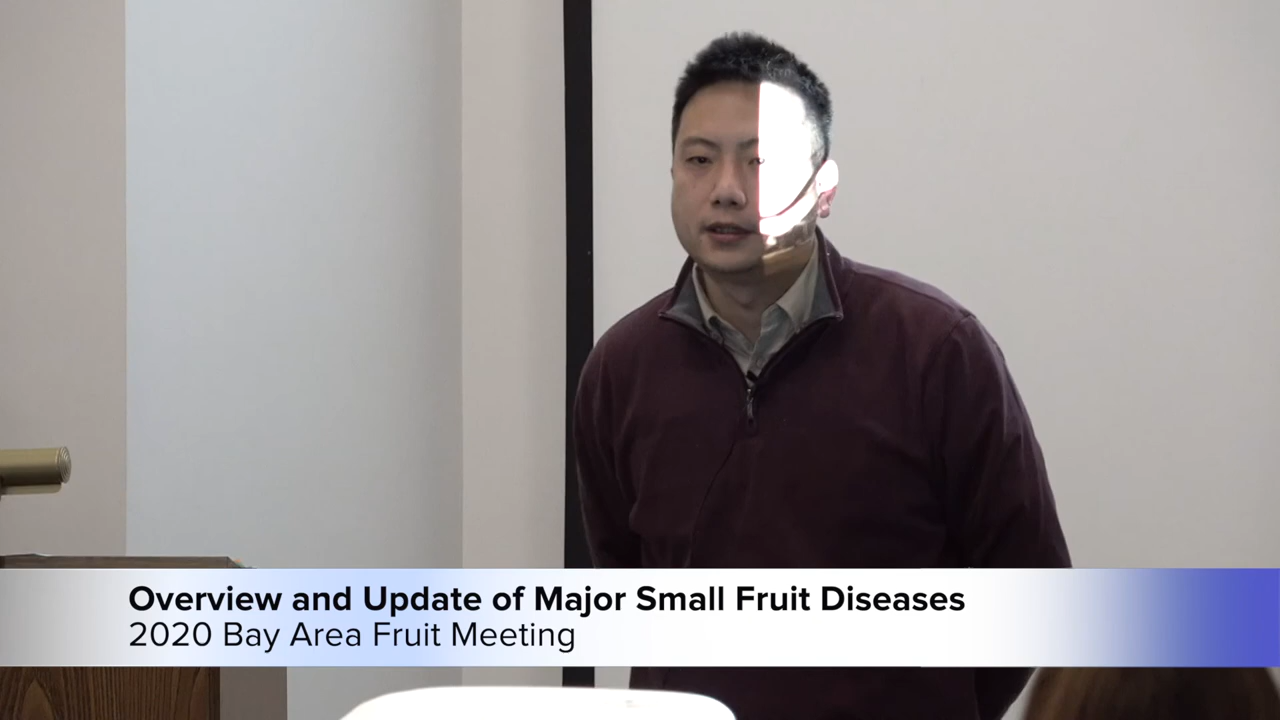 Overview and Update of Major Small Fruit Diseases
2020 Bay Area Fruit Meeting